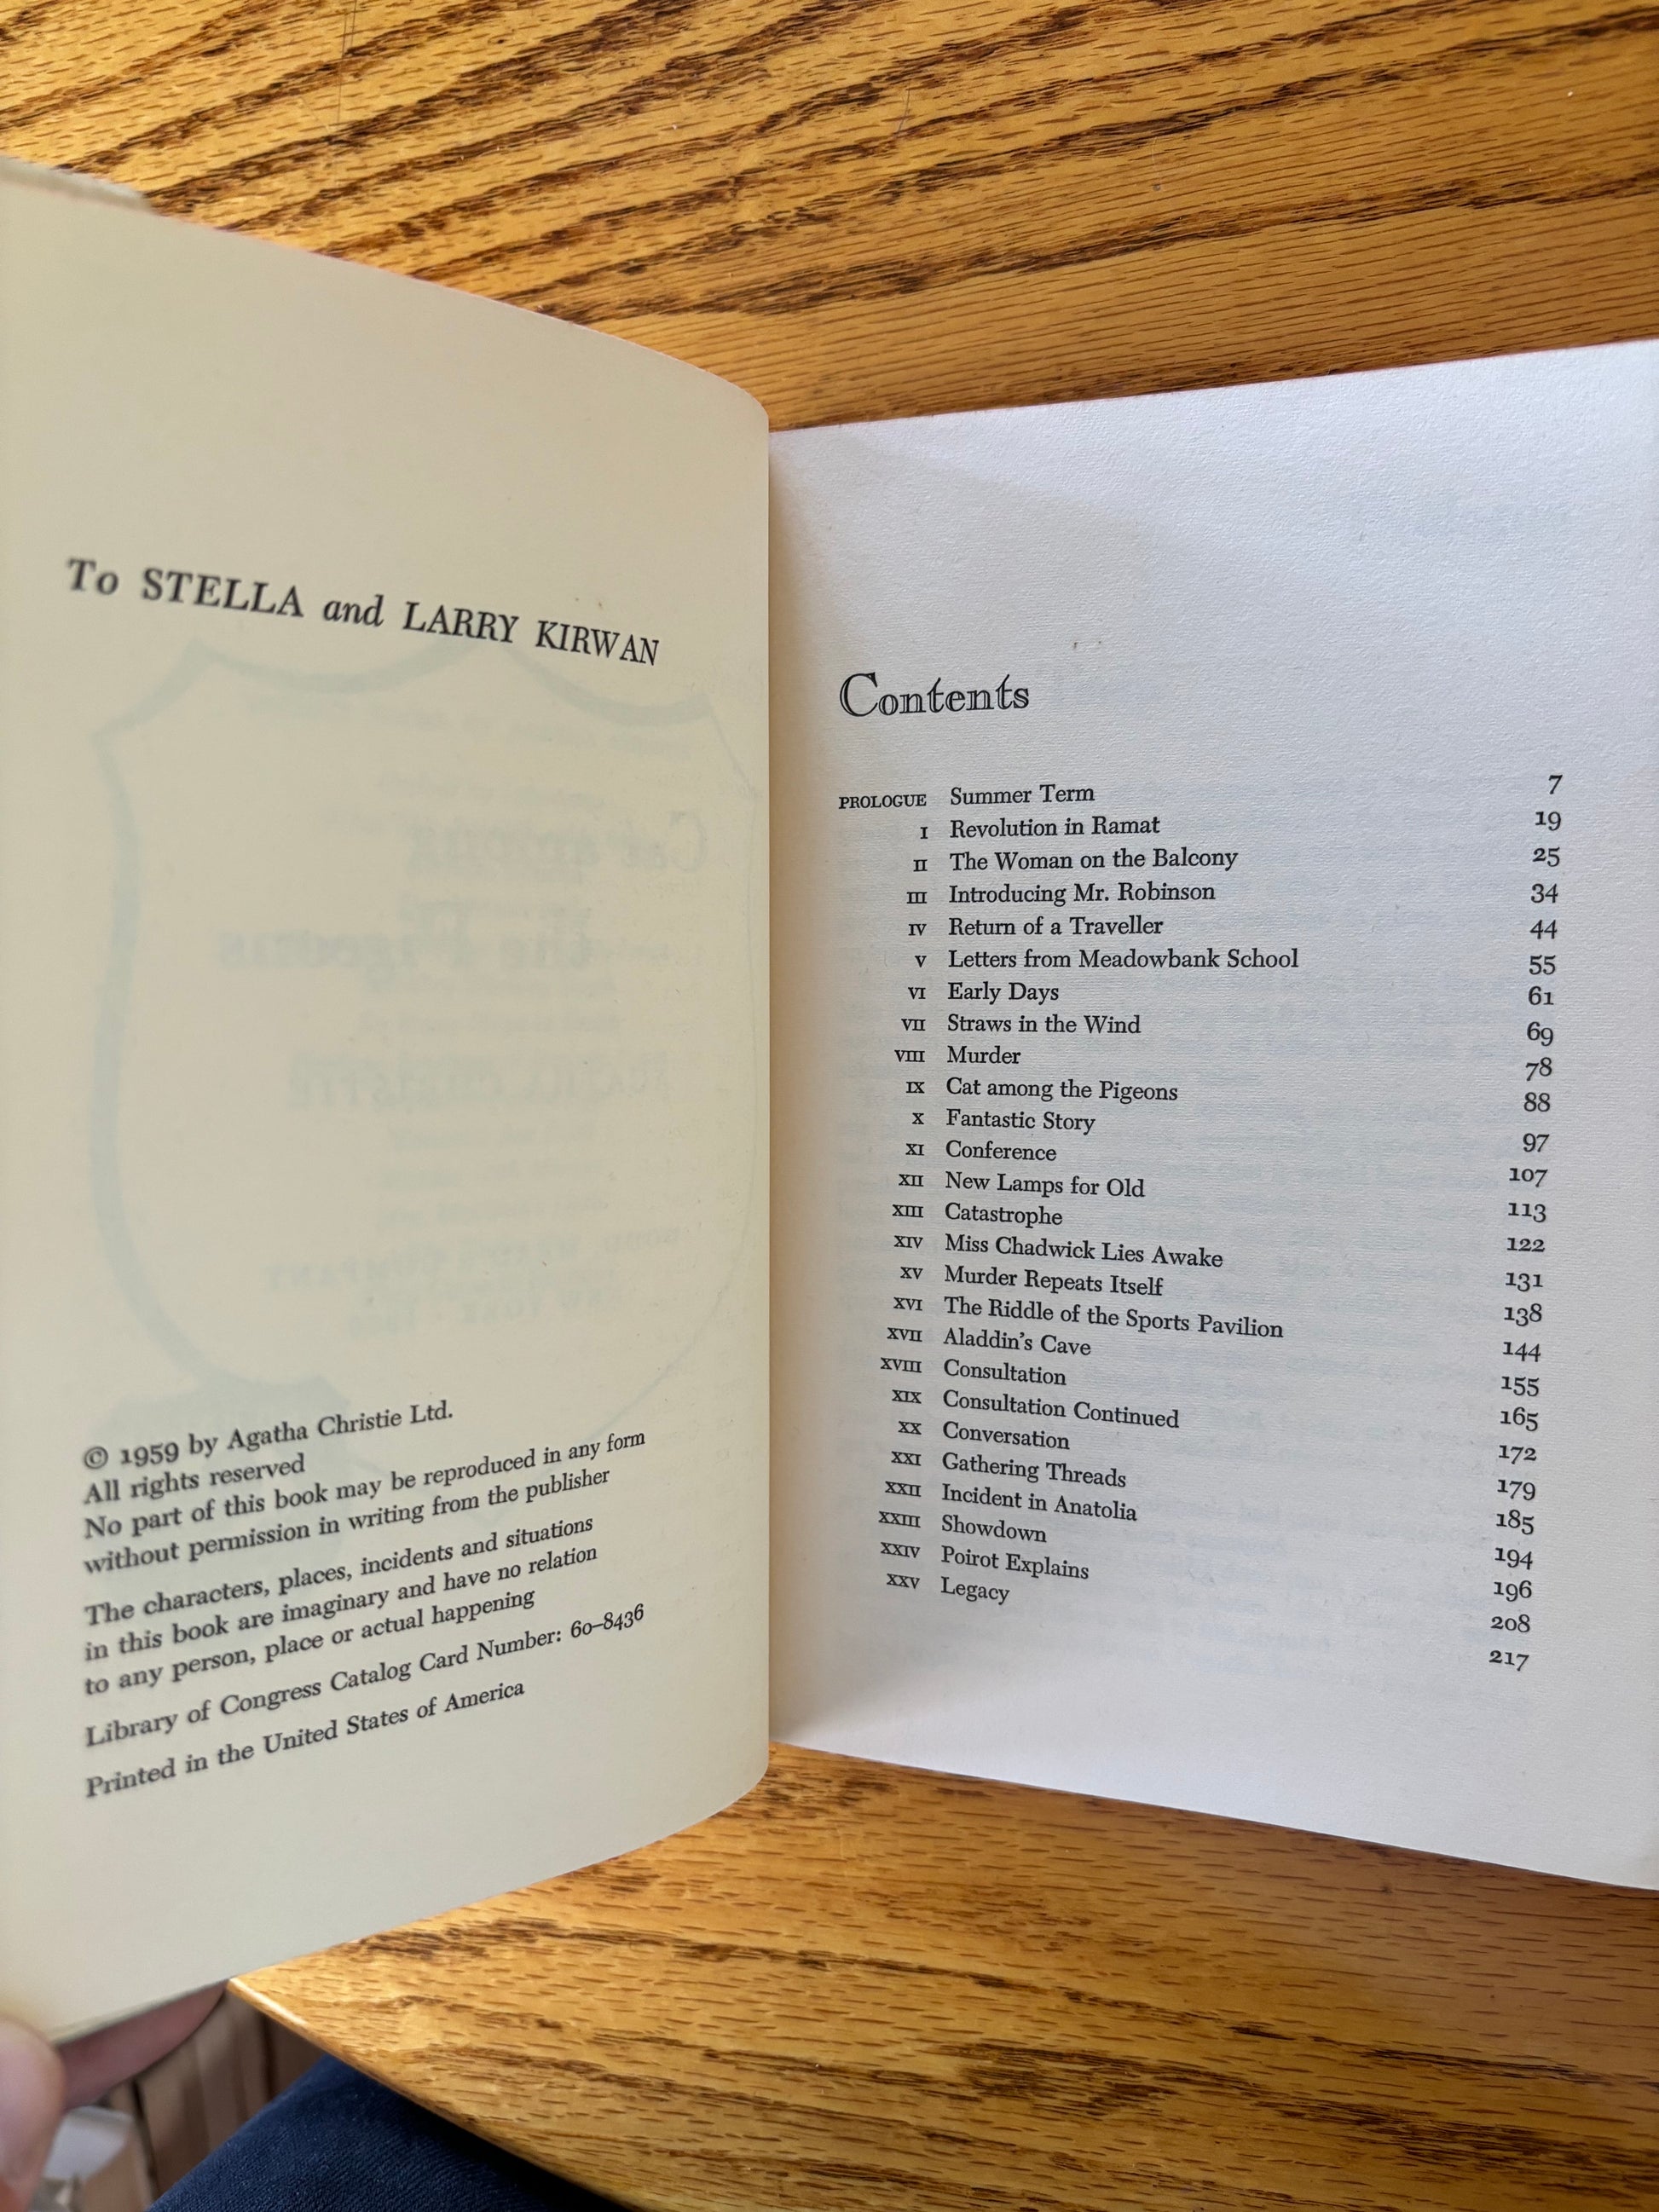 To STELLA and LARRY KIRWAN
© 1959 by Agatha Christie Ltd.
All rights reserved
No part of this book may be reproduced in any form
without permission in writing from the publisher
The characters, places, incidents and situations
in this book are imaginary and have no relation
to any person, place or actual happening
Library of Congress Catalog Card Number: 60–8436
Printed in the United States of America
Contents
PROLOGUE Summer Term 7
I Revolution in Ramat 19
II The Woman on the Balcony 25
III Introducing Mr. Robinson 34
IV Return of a Traveller 44
V Letters from Meadowbank School 55
VI Early Days 61
VII Straws in the Wind 69
VIII Murder 78
IX Cat among the Pigeons 88
X Fantastic Story 97
XI Conference 107
XII New Lamps for Old 113
XIII Catastrophe 122
XIV Miss Chadwick Lies Awake 131
XV Murder Repeats Itself 138
XVI The Riddle of the Sports Pavilion 144
XVII Aladdin's Cave 155
XVIII Consultation 165
XIX Consultation Continued 172
XX Conversation 179
XXI Gathering Threads 185
XXII Incident in Anatolia 194
XXIII Showdown 196
XXIV Poirot Explains 208
XXV Legacy 217